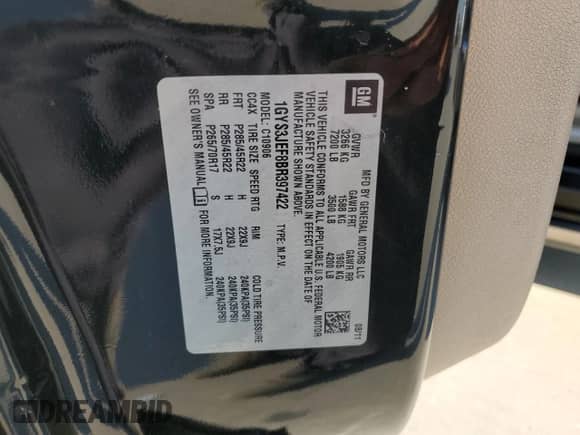 GM
MFD BY GENERAL MOTORS LLC
05/11
GVWR GAWR FRT GAWR RR
3266 KG 1588 KG 1905 KG
7200 LB 3500 LB 4200 LB
THIS VEHICLE CONFORMS TO ALL APPLICABLE U.S. FEDERAL MOTOR
VEHICLE SAFETY STANDARDS IN EFFECT ON THE DATE OF
MANUFACTURE SHOWN ABOVE.
1GYS3JEF8BR397422 TYPE: M.P.V.
MODEL: C10906
CC4X TIRE SIZE SPEED RTG RIM COLD TIRE PRESSURE
FRT P285/45R22 H 22X9J 240KPA(35PSI)
RR P285/45R22 H 22X9J 240KPA(35PSI)
SPA P265/70R17 S 17X7.5J 240KPA(35PSI)
SEE OWNER'S MANUAL
DREAMBID